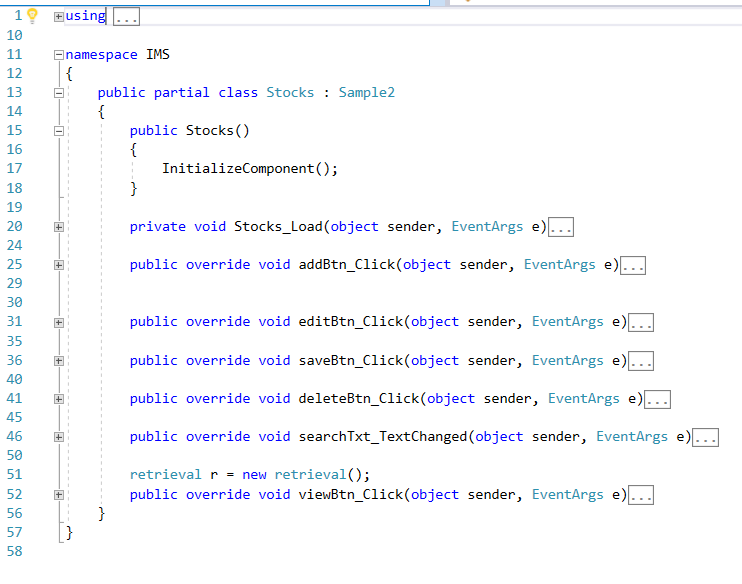 1 using ...
10
11 namespace IMS
12 {
13 public partial class Stocks : Sample2
14 {
15 public Stocks()
16 {
17 InitializeComponent();
18 }
19
20 private void Stocks_Load(object sender, EventArgs e)...
24
25 public override void addBtn_Click(object sender, EventArgs e)...
29
30
31 public override void editBtn_Click(object sender, EventArgs e)...
35
36 public override void saveBtn_Click(object sender, EventArgs e)...
40
41 public override void deleteBtn_Click(object sender, EventArgs e)...
45
46 public override void searchTxt_TextChanged(object sender, EventArgs e)...
50
51 retrieval r = new retrieval();
52 public override void viewBtn_Click(object sender, EventArgs e)...
56 }
57 }
58